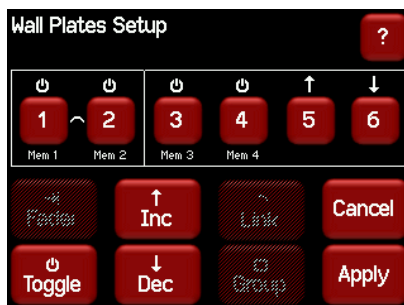 Wall Plates Setup
?
1 2 3 4 5 6
Mem 1 Mem 2 Mem 3 Mem 4
Fader Inc Link Cancel
Toggle Dec Group Apply